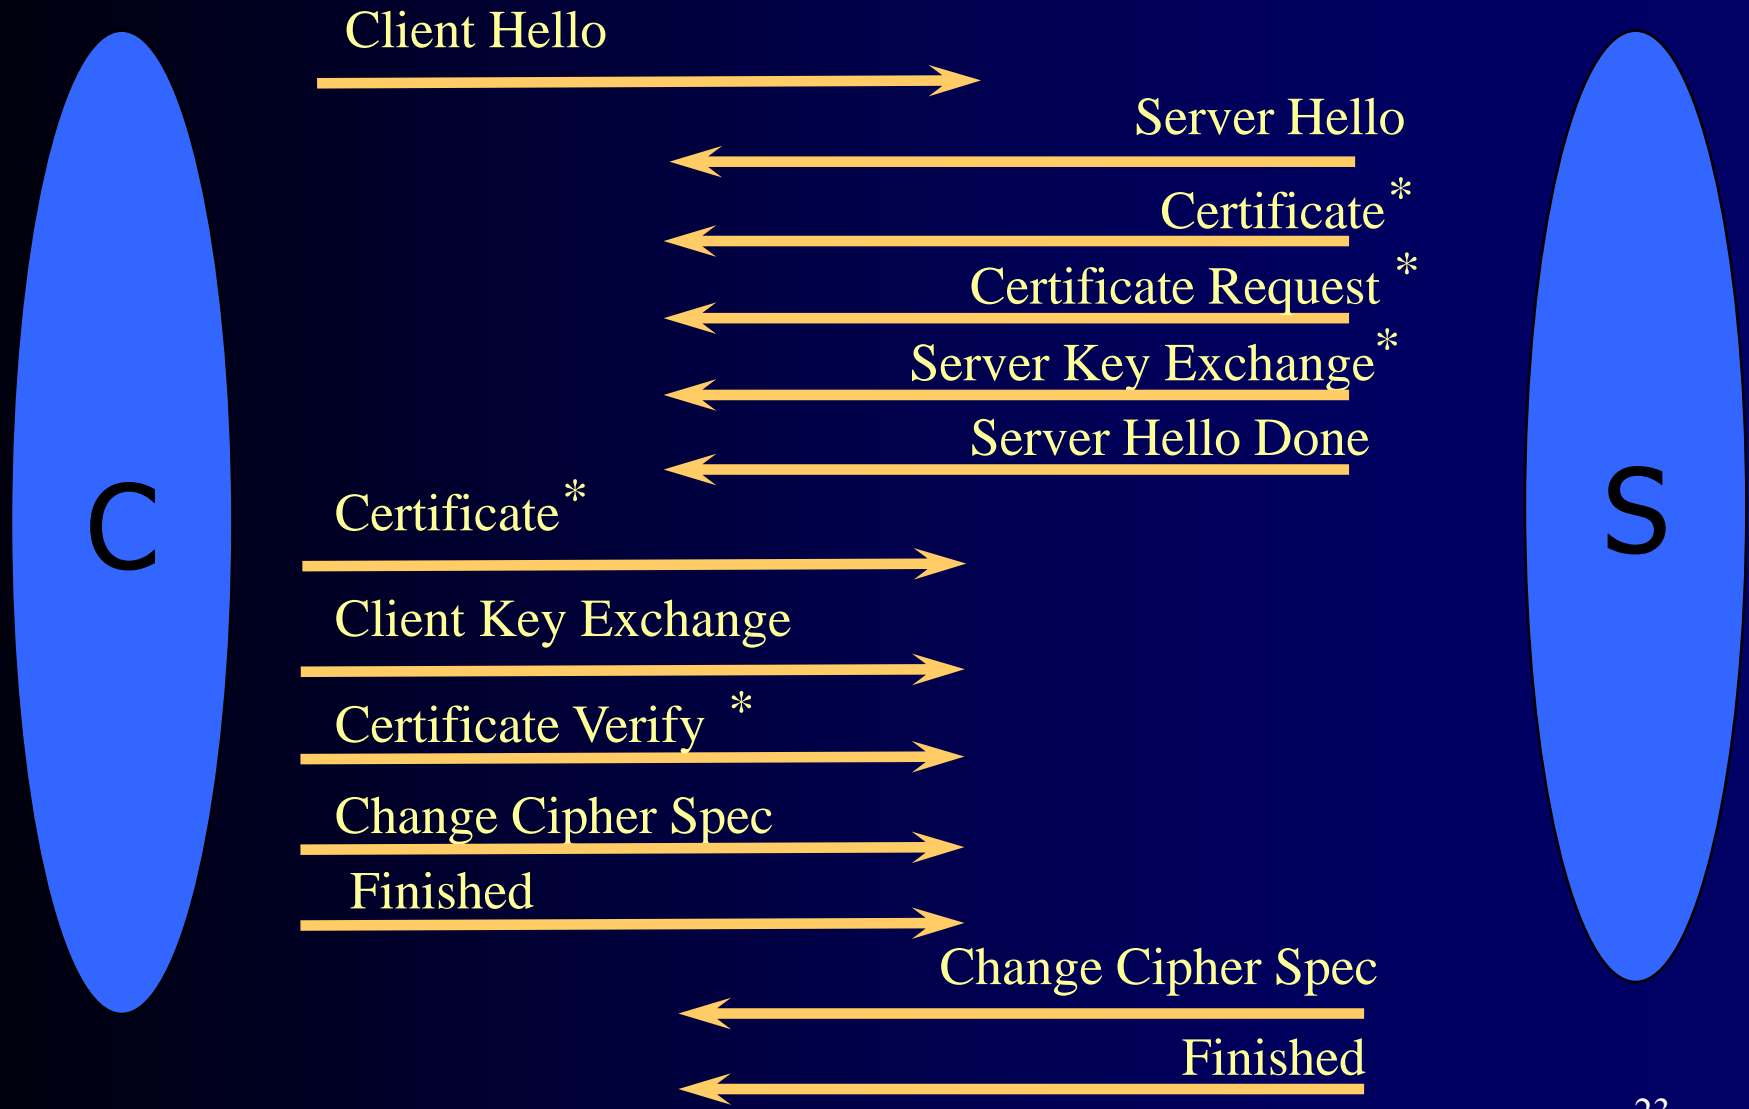 Client Hello
Server Hello
Certificate*
Certificate Request *
Server Key Exchange*
Server Hello Done
C
S
Certificate*
Client Key Exchange
Certificate Verify *
Change Cipher Spec
Finished
Change Cipher Spec
Finished